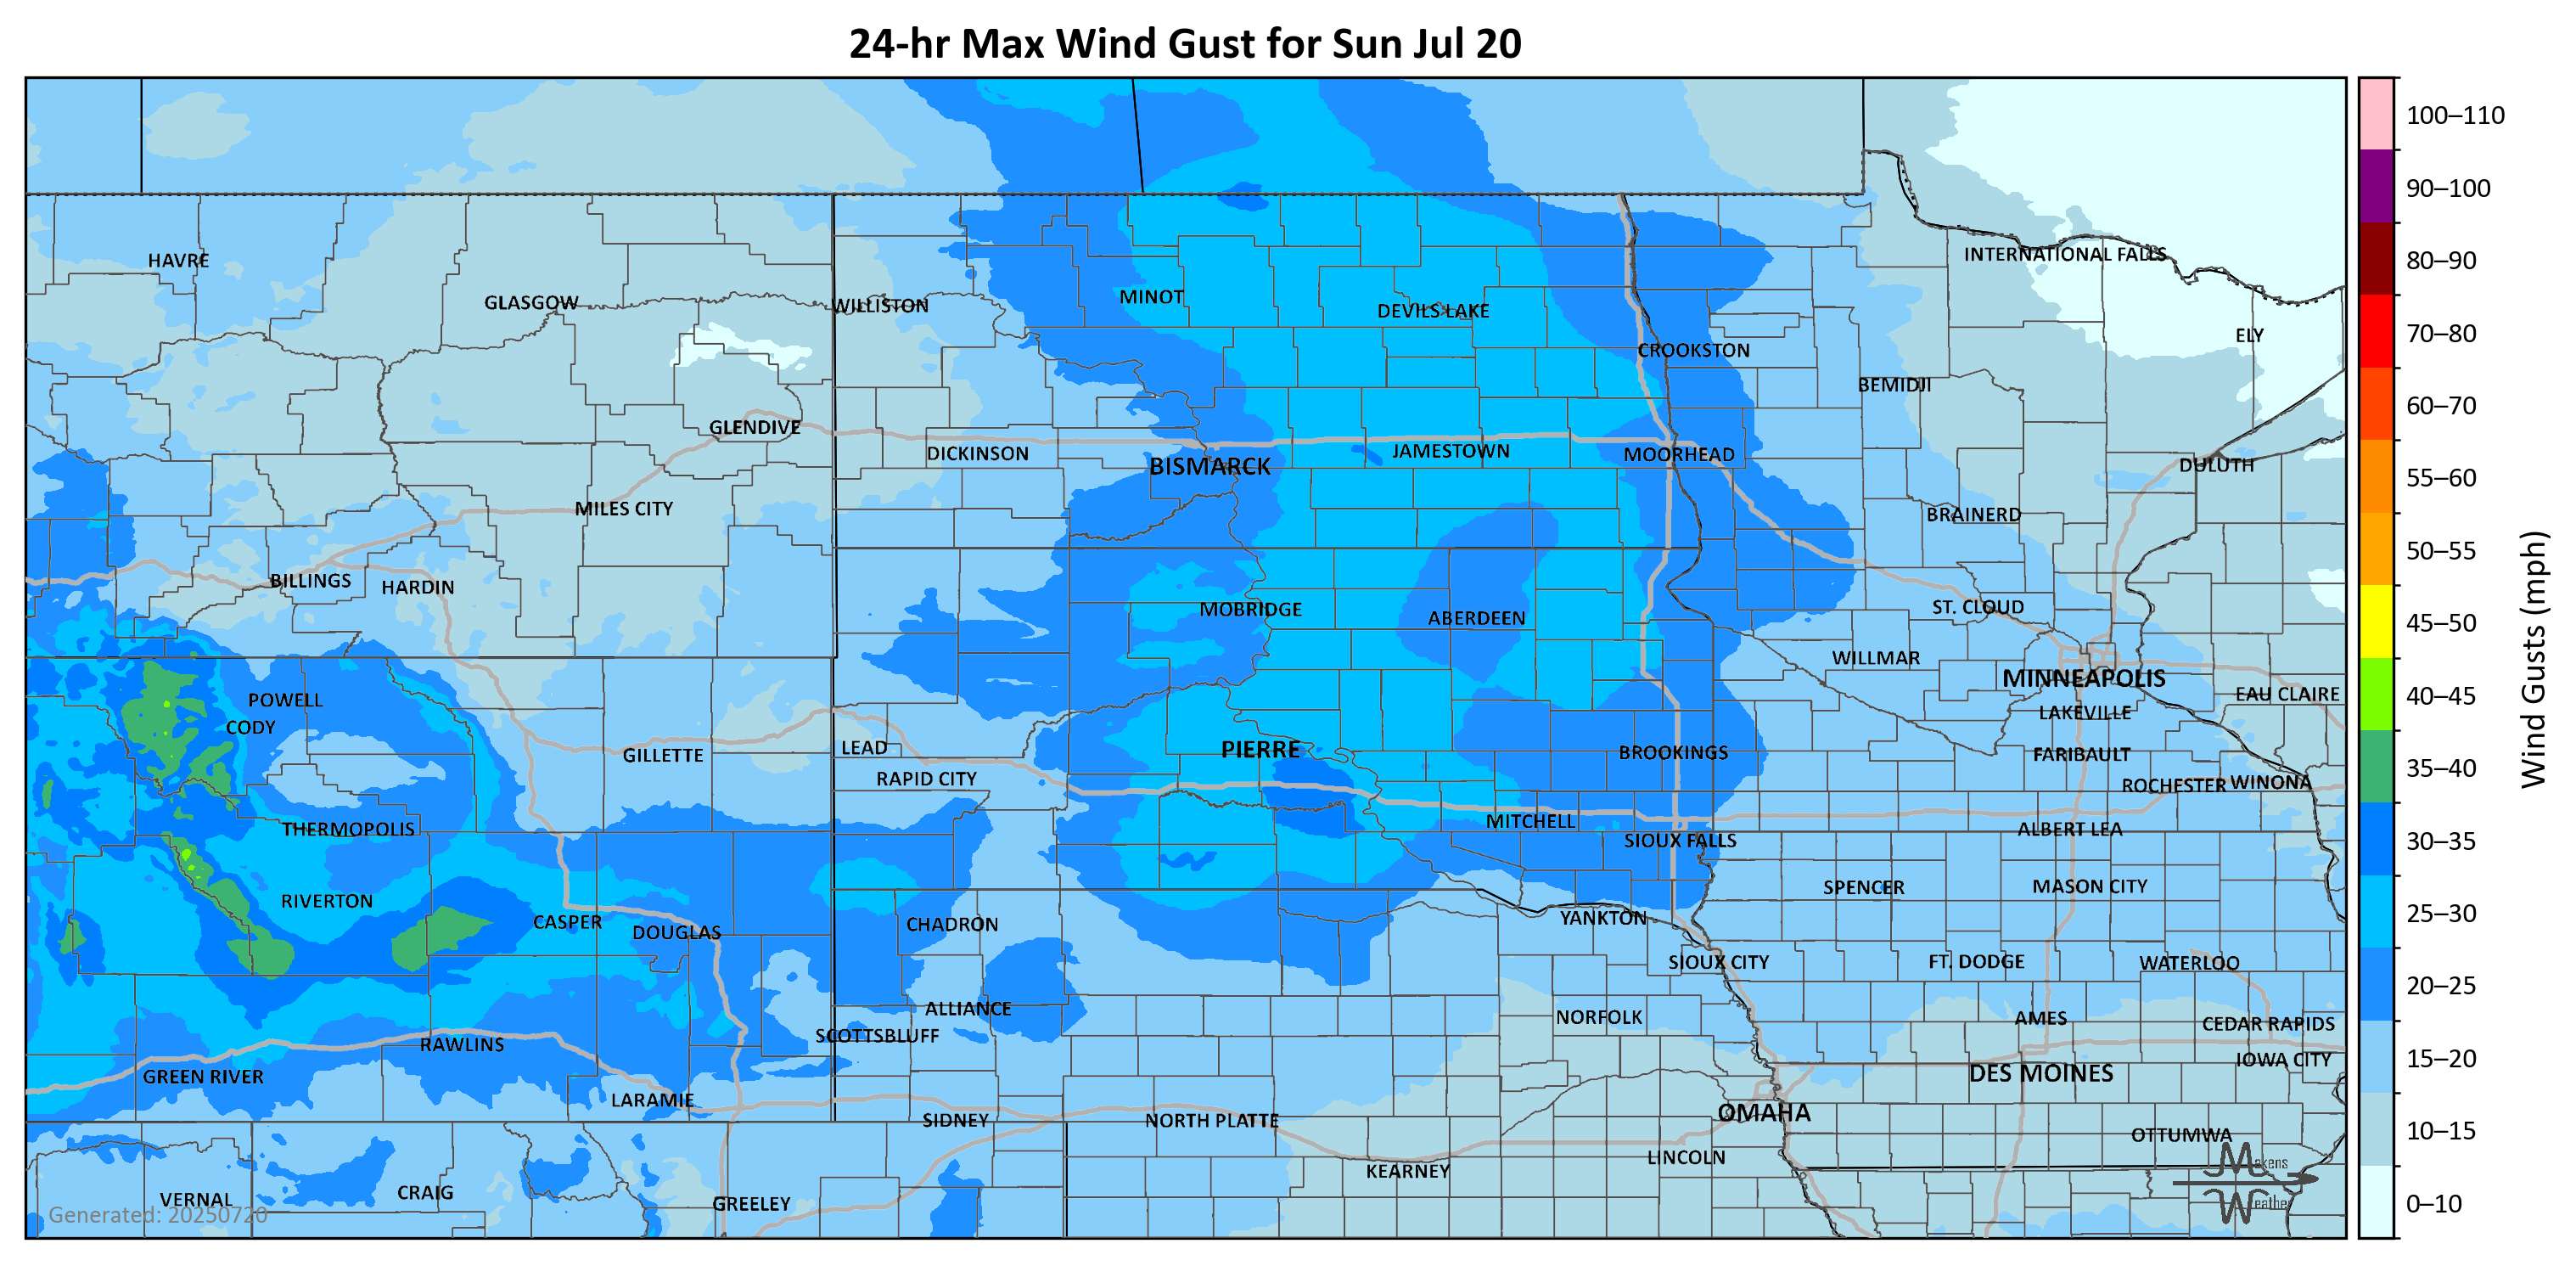 24-hr Max Wind Gust for Sun Jul 20
100–110
90–100
80–90
70–80
60–70
55–60
50–55
45–50
40–45
35–40
30–35
25–30
20–25
15–20
10–15
0–10
Wind Gusts (mph)
INTERNATIONAL FALLS
HAVRE
GLASGOW
WILLISTON
MINOT
DEVILS LAKE
ELY
CROOKSTON
BEMIDJI
GLENDIVE
DICKINSON
BISMARCK
JAMESTOWN
MOORHEAD
DULUTH
MILES CITY
BRAINERD
BILLINGS
HARDIN
MOBRIDGE
ABERDEEN
ST. CLOUD
WILLMAR
MINNEAPOLIS
EAU CLAIRE
POWELL
CODY
LAKEVILLE
GILLETTE
LEAD
PIERRE
BROOKINGS
FARIBAULT
RAPID CITY
ROCHESTER
WINONA
THERMOPOLIS
MITCHELL
ALBERT LEA
SIOUX FALLS
RIVERTON
SPENCER
MASON CITY
CASPER
DOUGLAS
CHADRON
YANKTON
SIOUX CITY
FT. DODGE
WATERLOO
ALLIANCE
NORFOLK
AMES
CEDAR RAPIDS
SCOTTSBLUFF
RAWLINS
IOWA CITY
GREEN RIVER
DES MOINES
LARAMIE
SIDNEY
NORTH PLATTE
OMAHA
OTTUMWA
LINCOLN
KEARNEY
VERNAL
CRAIG
GREELEY
Generated: 20250720
Makens
Weather